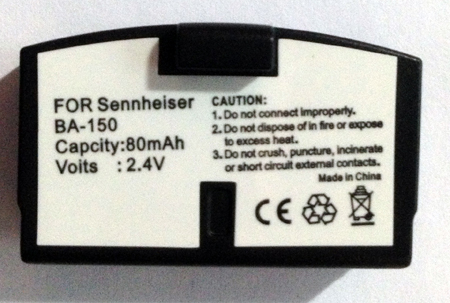 FOR Sennheiser
BA-150
Capcity:80mAh
Voits : 2.4V
CAUTION:
1. Do not connect improperly.
2. Do not dispose of in fire or expose
to excess heat.
3. Do not crush, puncture, incinerate
or short circuit external contacts.
Made in China
CE